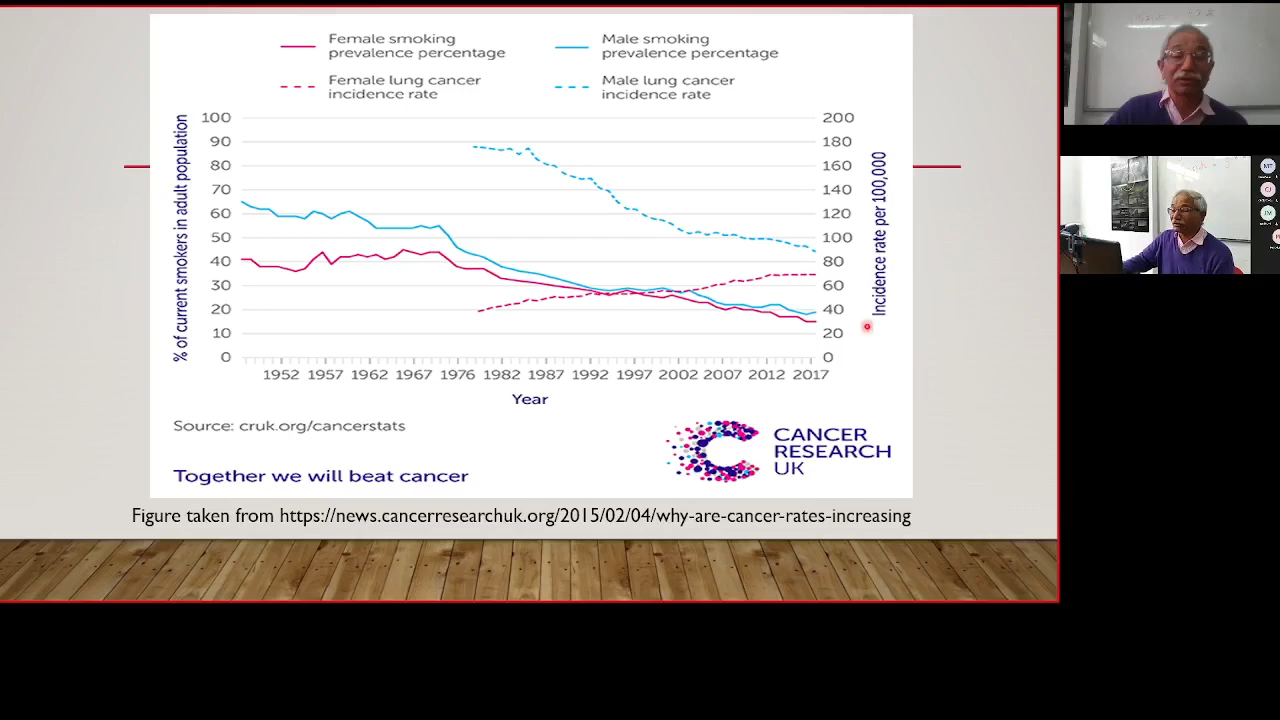 Female smoking
prevalence percentage
Male smoking
prevalence percentage
Female lung cancer
incidence rate
Male lung cancer
incidence rate
% of current smokers in adult population
100
90
80
70
60
50
40
30
20
10
0
200
180
160
140
120
100
80
60
40
20
0
Incidence rate per 100,000
1952 1957 1962 1967 1976 1982 1987 1992 1997 2002 2007 2012 2017
Year
Source: cruk.org/cancerstats
Together we will beat cancer
CANCER
RESEARCH
UK
Figure taken from https://news.cancerresearchuk.org/2015/02/04/why-are-cancer-rates-increasing
MT
CJ
JM